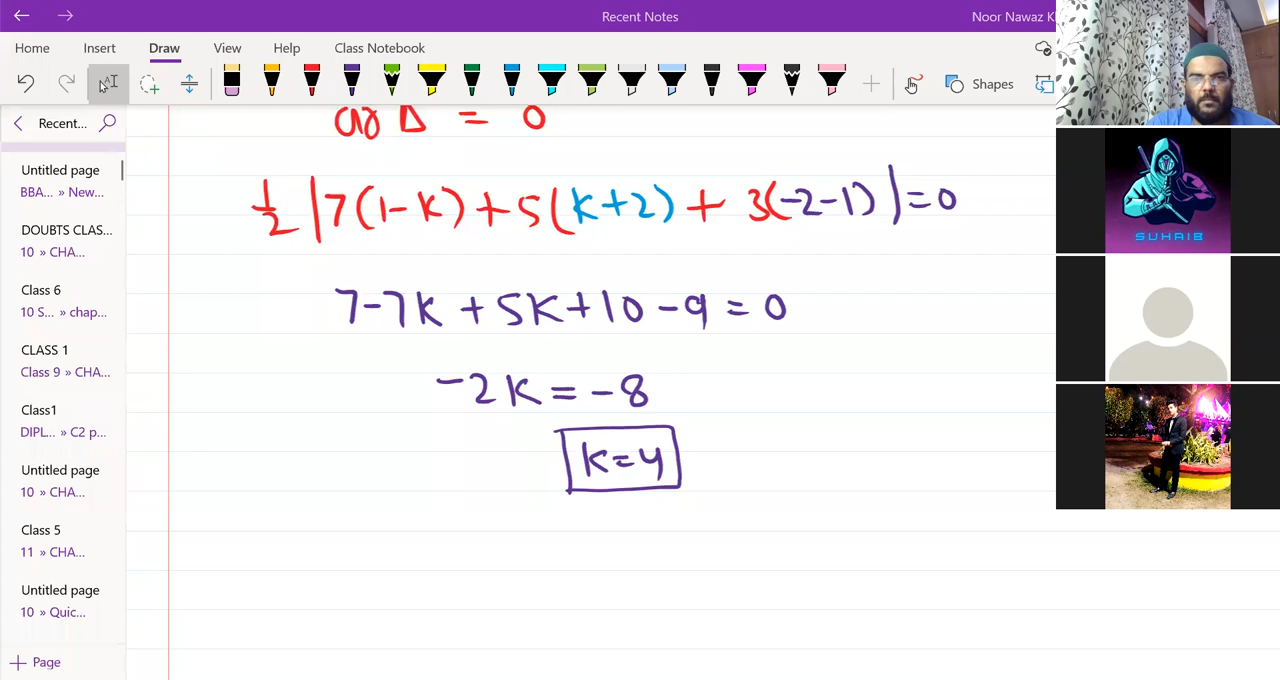 Recent Notes
Noor Nawaz K
Home Insert Draw View Help Class Notebook
Shapes
Recent...
Untitled page
BBA... » New...
DOUBTS CLAS...
10 » CHA...
Class 6
10 S... » chap...
CLASS 1
Class 9 » CHA...
Class1
DIPL... » C2 p...
Untitled page
10 » CHA...
Class 5
11 » CHA...
Untitled page
10 » Quic...
+ Page
ar Δ = 0
1/2 |7(1-K)+5(K+2)+3(-2-1)|=0
7-7K+5K+10-9=0
-2K=-8
K=4
SUHAIB